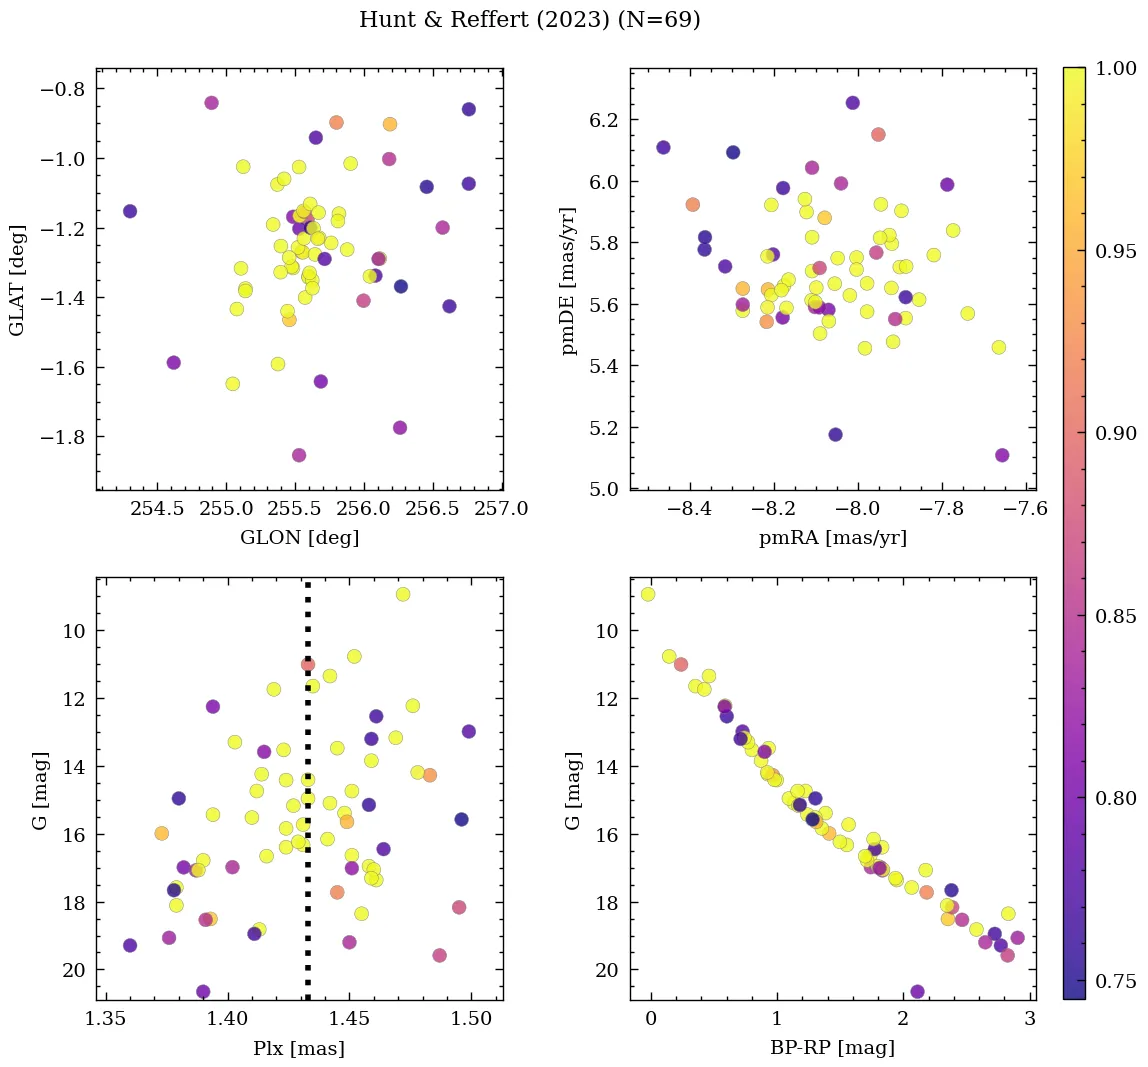 Hunt & Reffert (2023) (N=69)
−0.8
−1.0
−1.2
−1.4
−1.6
−1.8
GLAT [deg]
254.5 255.0 255.5 256.0 256.5 257.0
GLON [deg]
6.2
6.0
5.8
5.6
5.4
5.2
5.0
pmDE [mas/yr]
−8.4 −8.2 −8.0 −7.8 −7.6
pmRA [mas/yr]
10
12
14
16
18
20
G [mag]
1.35 1.40 1.45 1.50
Plx [mas]
10
12
14
16
18
20
G [mag]
0 1 2 3
BP-RP [mag]
1.00
0.95
0.90
0.85
0.80
0.75